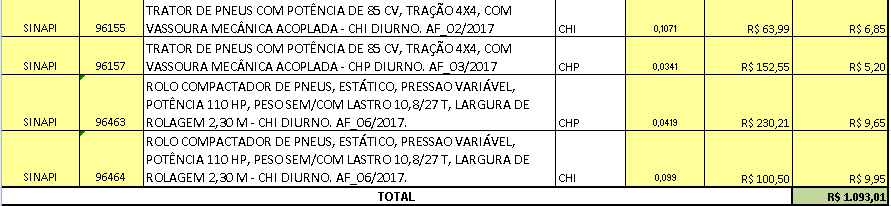 TRATOR DE PNEUS COM POTÊNCIA DE 85 CV, TRAÇÃO 4X4, COM
SINAPI 96155 VASSOURA MECÂNICA ACOPLADA - CHI DIURNO. AF_02/2017 CHI 0,1071 R$ 63,99 R$ 6,85
TRATOR DE PNEUS COM POTÊNCIA DE 85 CV, TRAÇÃO 4X4, COM
SINAPI 96157 VASSOURA MECÂNICA ACOPLADA - CHP DIURNO. AF_03/2017 CHP 0,0341 R$ 152,55 R$ 5,20
ROLO COMPACTADOR DE PNEUS, ESTÁTICO, PRESSAO VARIÁVEL,
POTÊNCIA 110 HP, PESO SEM/COM LASTRO 10,8/27 T, LARGURA DE
SINAPI 96463 ROLAGEM 2,30 M - CHI DIURNO. AF_06/2017. CHP 0,0419 R$ 230,21 R$ 9,65
ROLO COMPACTADOR DE PNEUS, ESTÁTICO, PRESSAO VARIÁVEL,
POTÊNCIA 110 HP, PESO SEM/COM LASTRO 10,8/27 T, LARGURA DE
SINAPI 96464 ROLAGEM 2,30 M - CHI DIURNO. AF_06/2017. CHI 0,099 R$ 100,50 R$ 9,95
TOTAL R$ 1.093,01